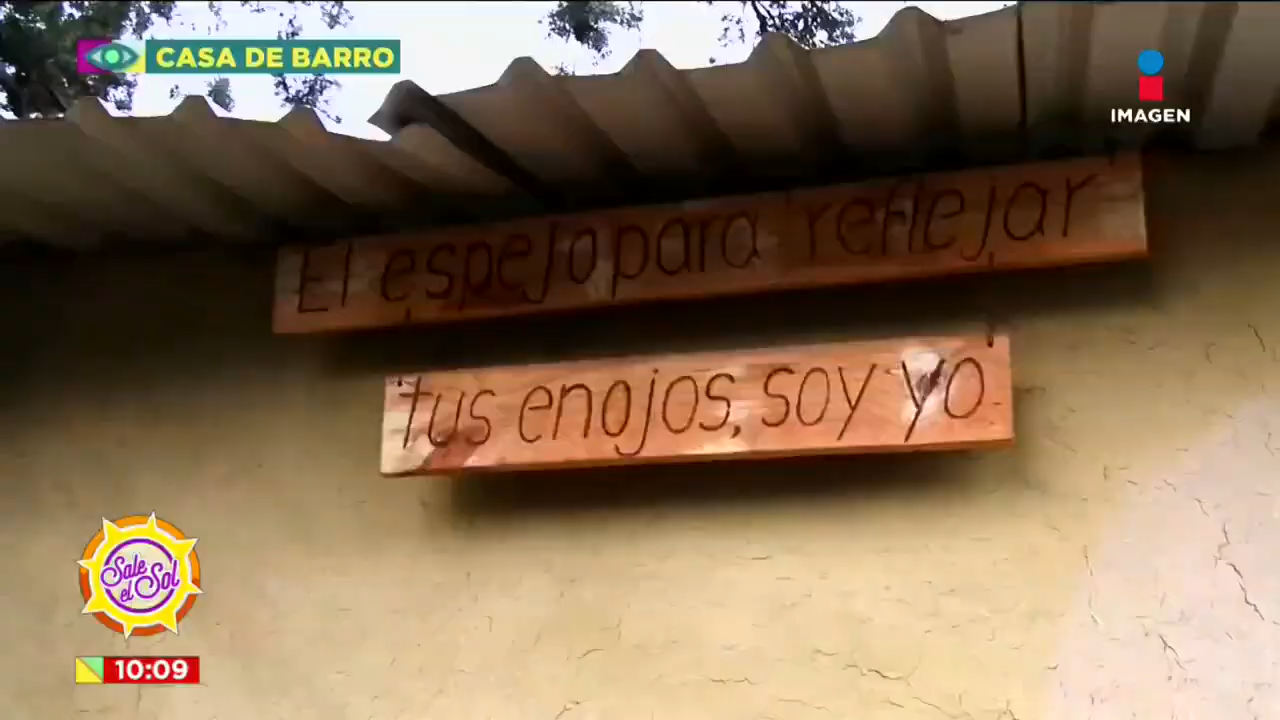 CASA DE BARRO
IMAGEN
El espejo para reflejar
tus enojos, soy yo
Sale
el Sol
10:09